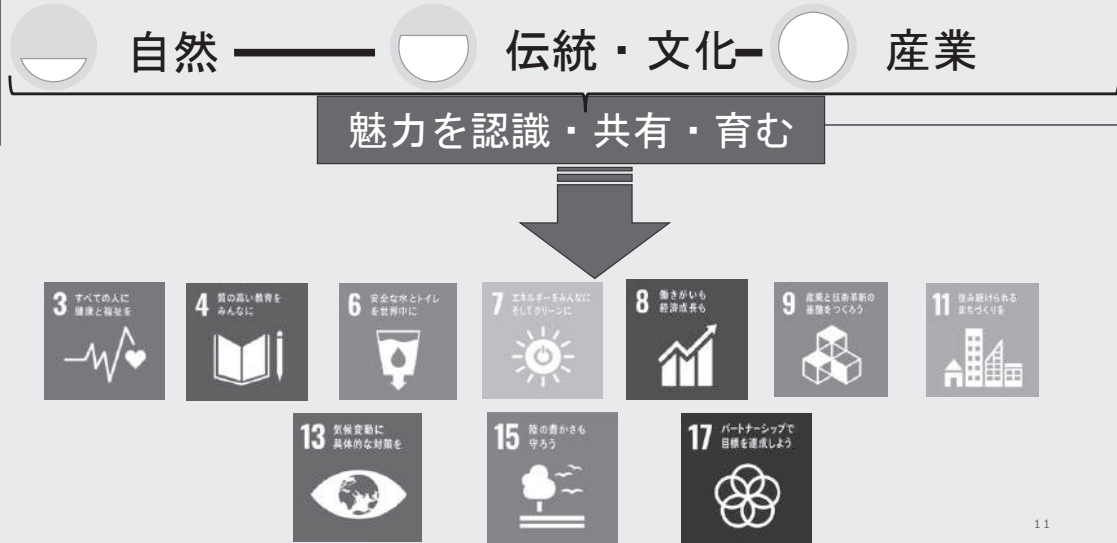 自然
伝統・文化
産業
魅力を認識・共有・育む
3 すべての人に
健康と福祉を
4 質の高い教育を
みんなに
6 安全な水とトイレ
を世界中に
7 エネルギーをみんなに
そしてクリーンに
8 働きがいも
経済成長も
9 産業と技術革新の
基盤をつくろう
11 住み続けられる
まちづくりを
13 気候変動に
具体的な対策を
15 陸の豊かさも
守ろう
17 パートナーシップで
目標を達成しよう
11